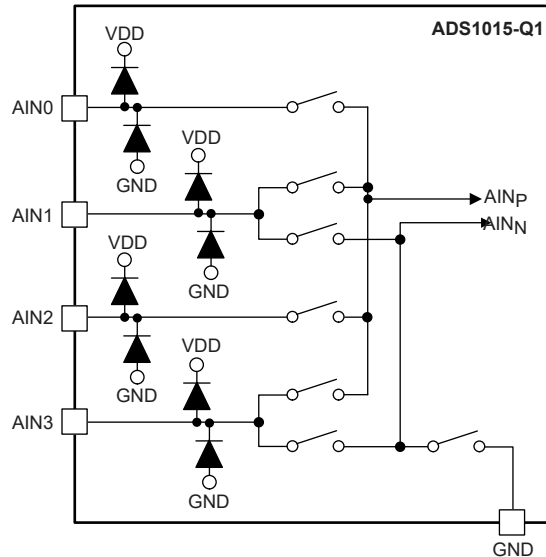 ADS1015-Q1
VDD
AIN0
VDD
GND
AIN1
AINP
AINN
VDD
GND
AIN2
VDD
GND
AIN3
GND
GND